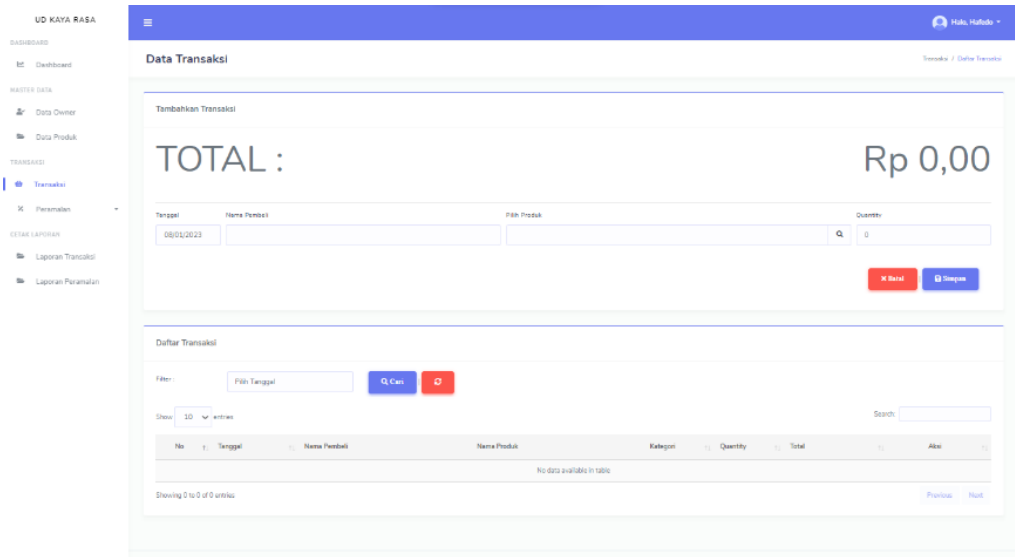 UD KAYA RASA
Halo, Hafedo
DASHBOARD
Dashboard
MASTER DATA
Data Owner
Data Produk
TRANSAKSI
Transaksi
Peramalan
CETAK LAPORAN
Laporan Transaksi
Laporan Peramalan
Data Transaksi
Transaksi / Daftar Transaksi
Tambahkan Transaksi
TOTAL : Rp 0,00
Tanggal Nama Pembeli Pilih Produk Quantity
08/01/2023 0
Batal Simpan
Daftar Transaksi
Filter : Pilih Tanggal Cari
Show 10 entries Search:
No Tanggal Nama Pembeli Nama Produk Kategori Quantity Total Aksi
No data available in table
Showing 0 to 0 of 0 entries Previous Next